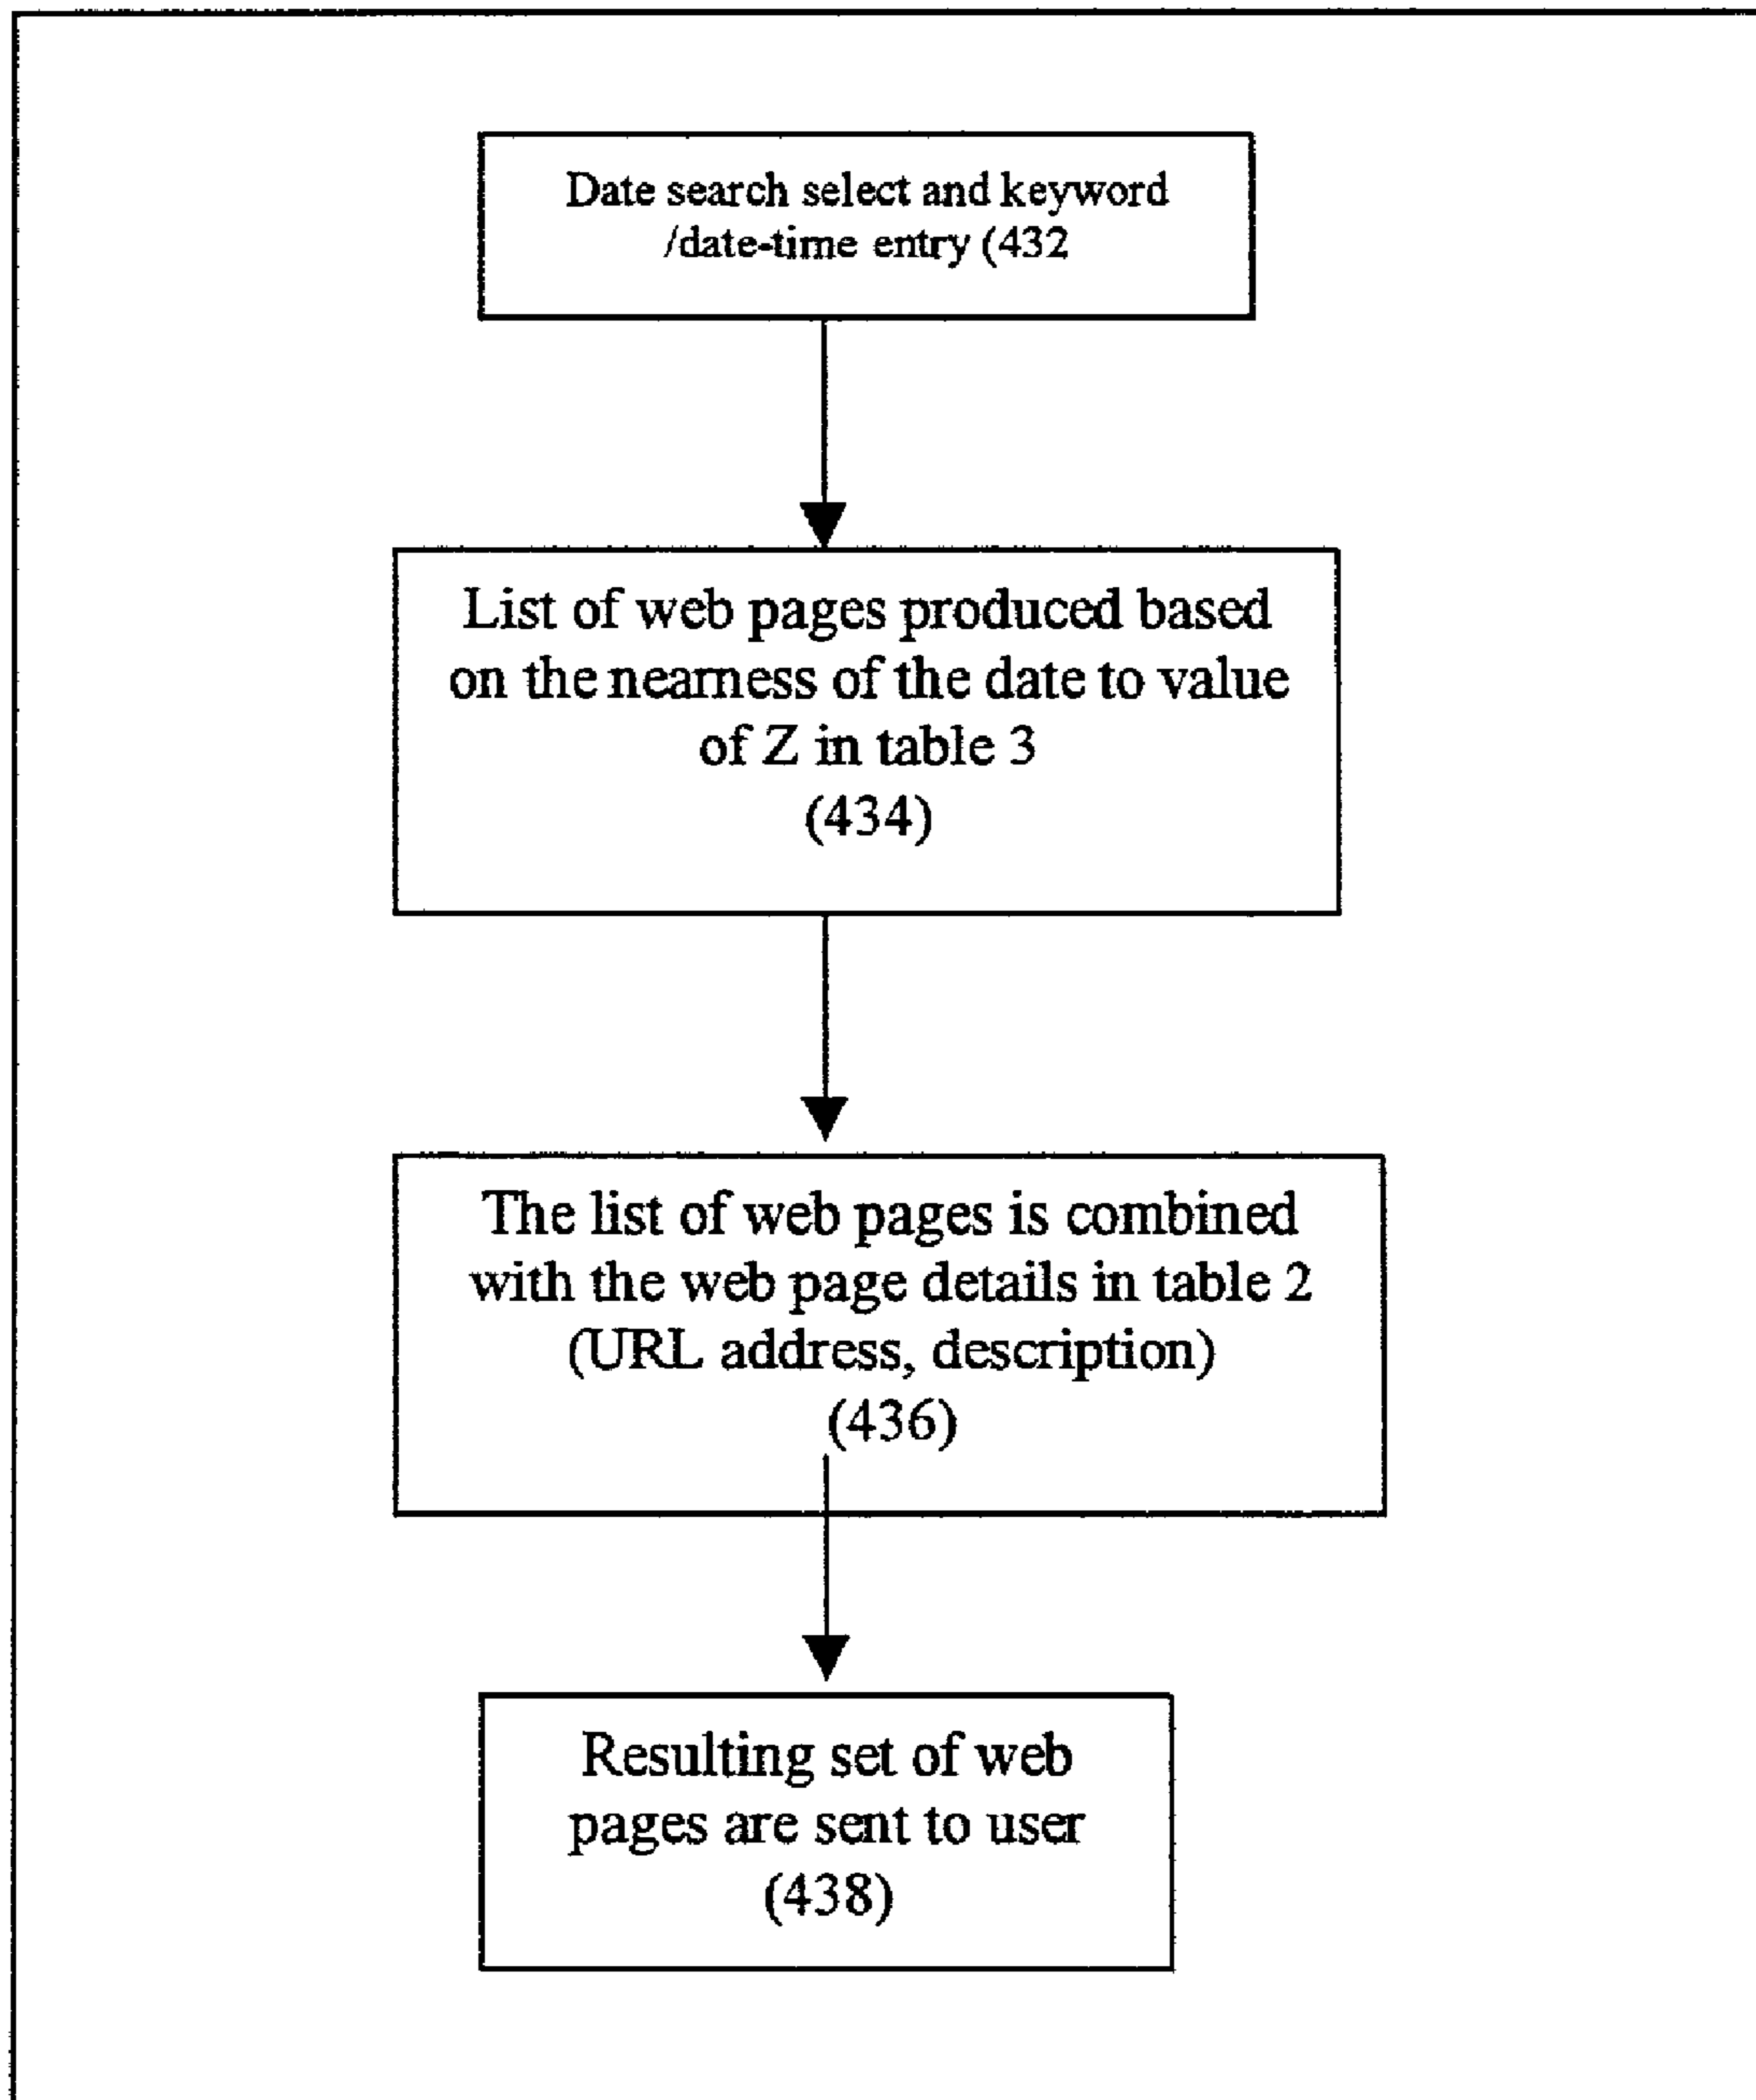 Date search select and keyword
/date-time entry (432
List of web pages produced based
on the nearness of the date to value
of Z in table 3
(434)
The list of web pages is combined
with the web page details in table 2
(URL address, description)
(436)
Resulting set of web
pages are sent to user
(438)